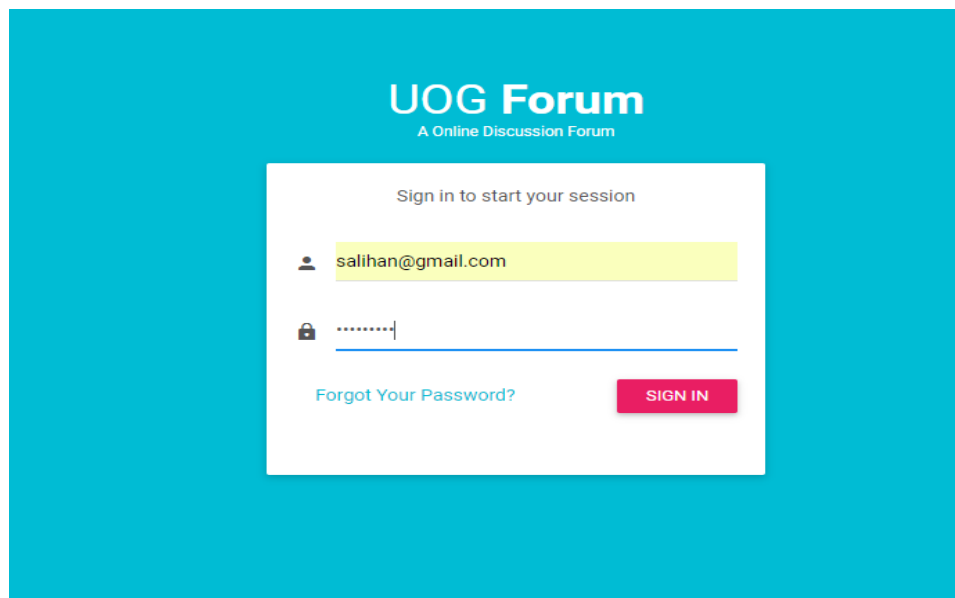 UOG Forum
A Online Discussion Forum
Sign in to start your session
salihan@gmail.com
•••••••••
Forgot Your Password? SIGN IN